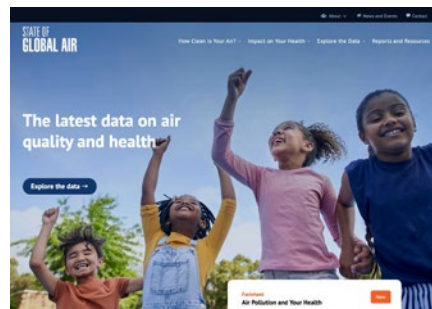 About
News and Events
Contact
STATE OF
GLOBAL AIR
How Clean is Your Air?
Impact on Your Health
Explore the Data
Reports and Resources
The latest data on air
quality and health
Explore the data →
Factsheet
Air Pollution and Your Health
New